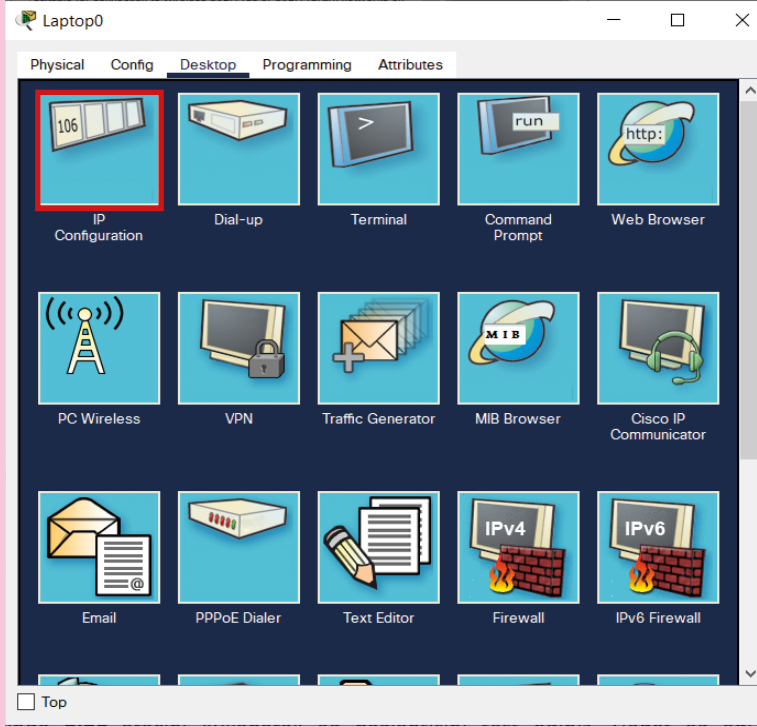 Laptop0
Physical Config Desktop Programming Attributes
106
>
run
http:
IP
Configuration
Dial-up
Terminal
Command
Prompt
Web Browser
MIB
PC Wireless
VPN
Traffic Generator
MIB Browser
Cisco IP
Communicator
@
IPv4
IPv6
Email
PPPoE Dialer
Text Editor
Firewall
IPv6 Firewall
Top